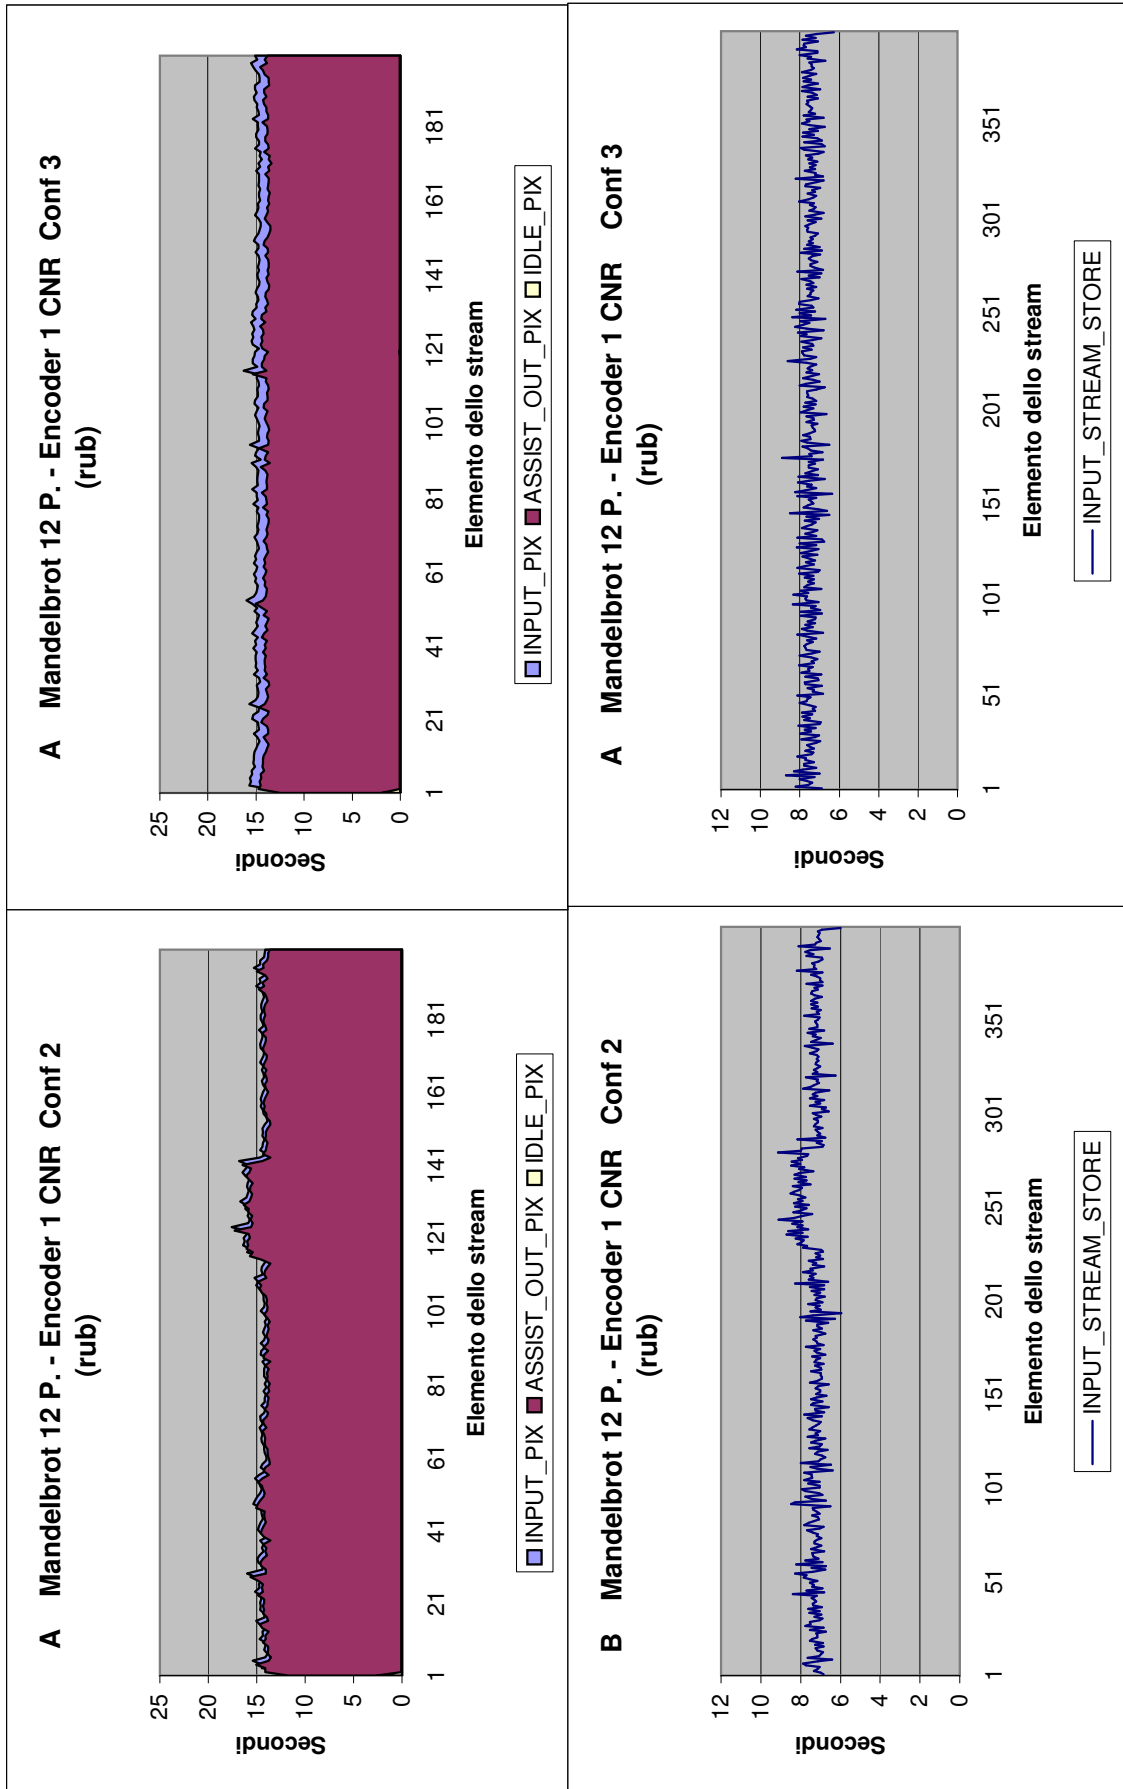 A Mandelbrot 12 P. - Encoder 1 CNR Conf 2
(rub)
25
20
15
10
5
0
Secondi
1 21 41 61 81 101 121 141 161 181
Elemento dello stream
INPUT_PIX ASSIST_OUT_PIX IDLE_PIX
A Mandelbrot 12 P. - Encoder 1 CNR Conf 3
(rub)
25
20
15
10
5
0
Secondi
1 21 41 61 81 101 121 141 161 181
Elemento dello stream
INPUT_PIX ASSIST_OUT_PIX IDLE_PIX
B Mandelbrot 12 P. - Encoder 1 CNR Conf 2
(rub)
12
10
8
6
4
2
0
Secondi
1 51 101 151 201 251 301 351
Elemento dello stream
INPUT_STREAM_STORE
A Mandelbrot 12 P. - Encoder 1 CNR Conf 3
(rub)
12
10
8
6
4
2
0
Secondi
1 51 101 151 201 251 301 351
Elemento dello stream
INPUT_STREAM_STORE